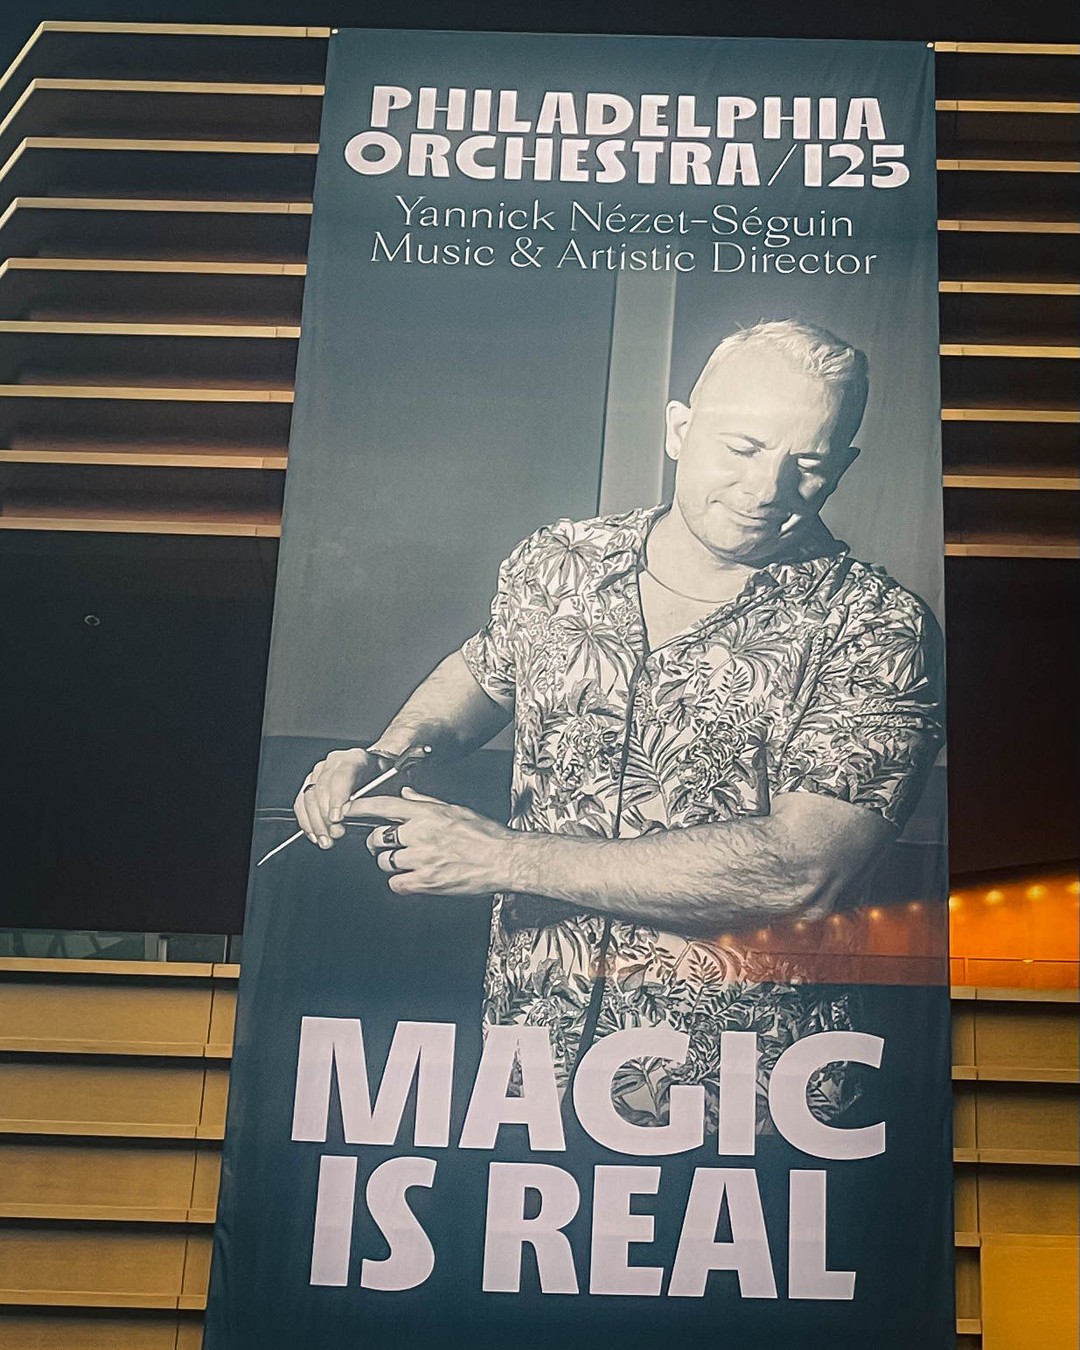 PHILADELPHIA
ORCHESTRA/125
Yannick Nézet-Séguin
Music & Artistic Director
MAGIC
IS REAL